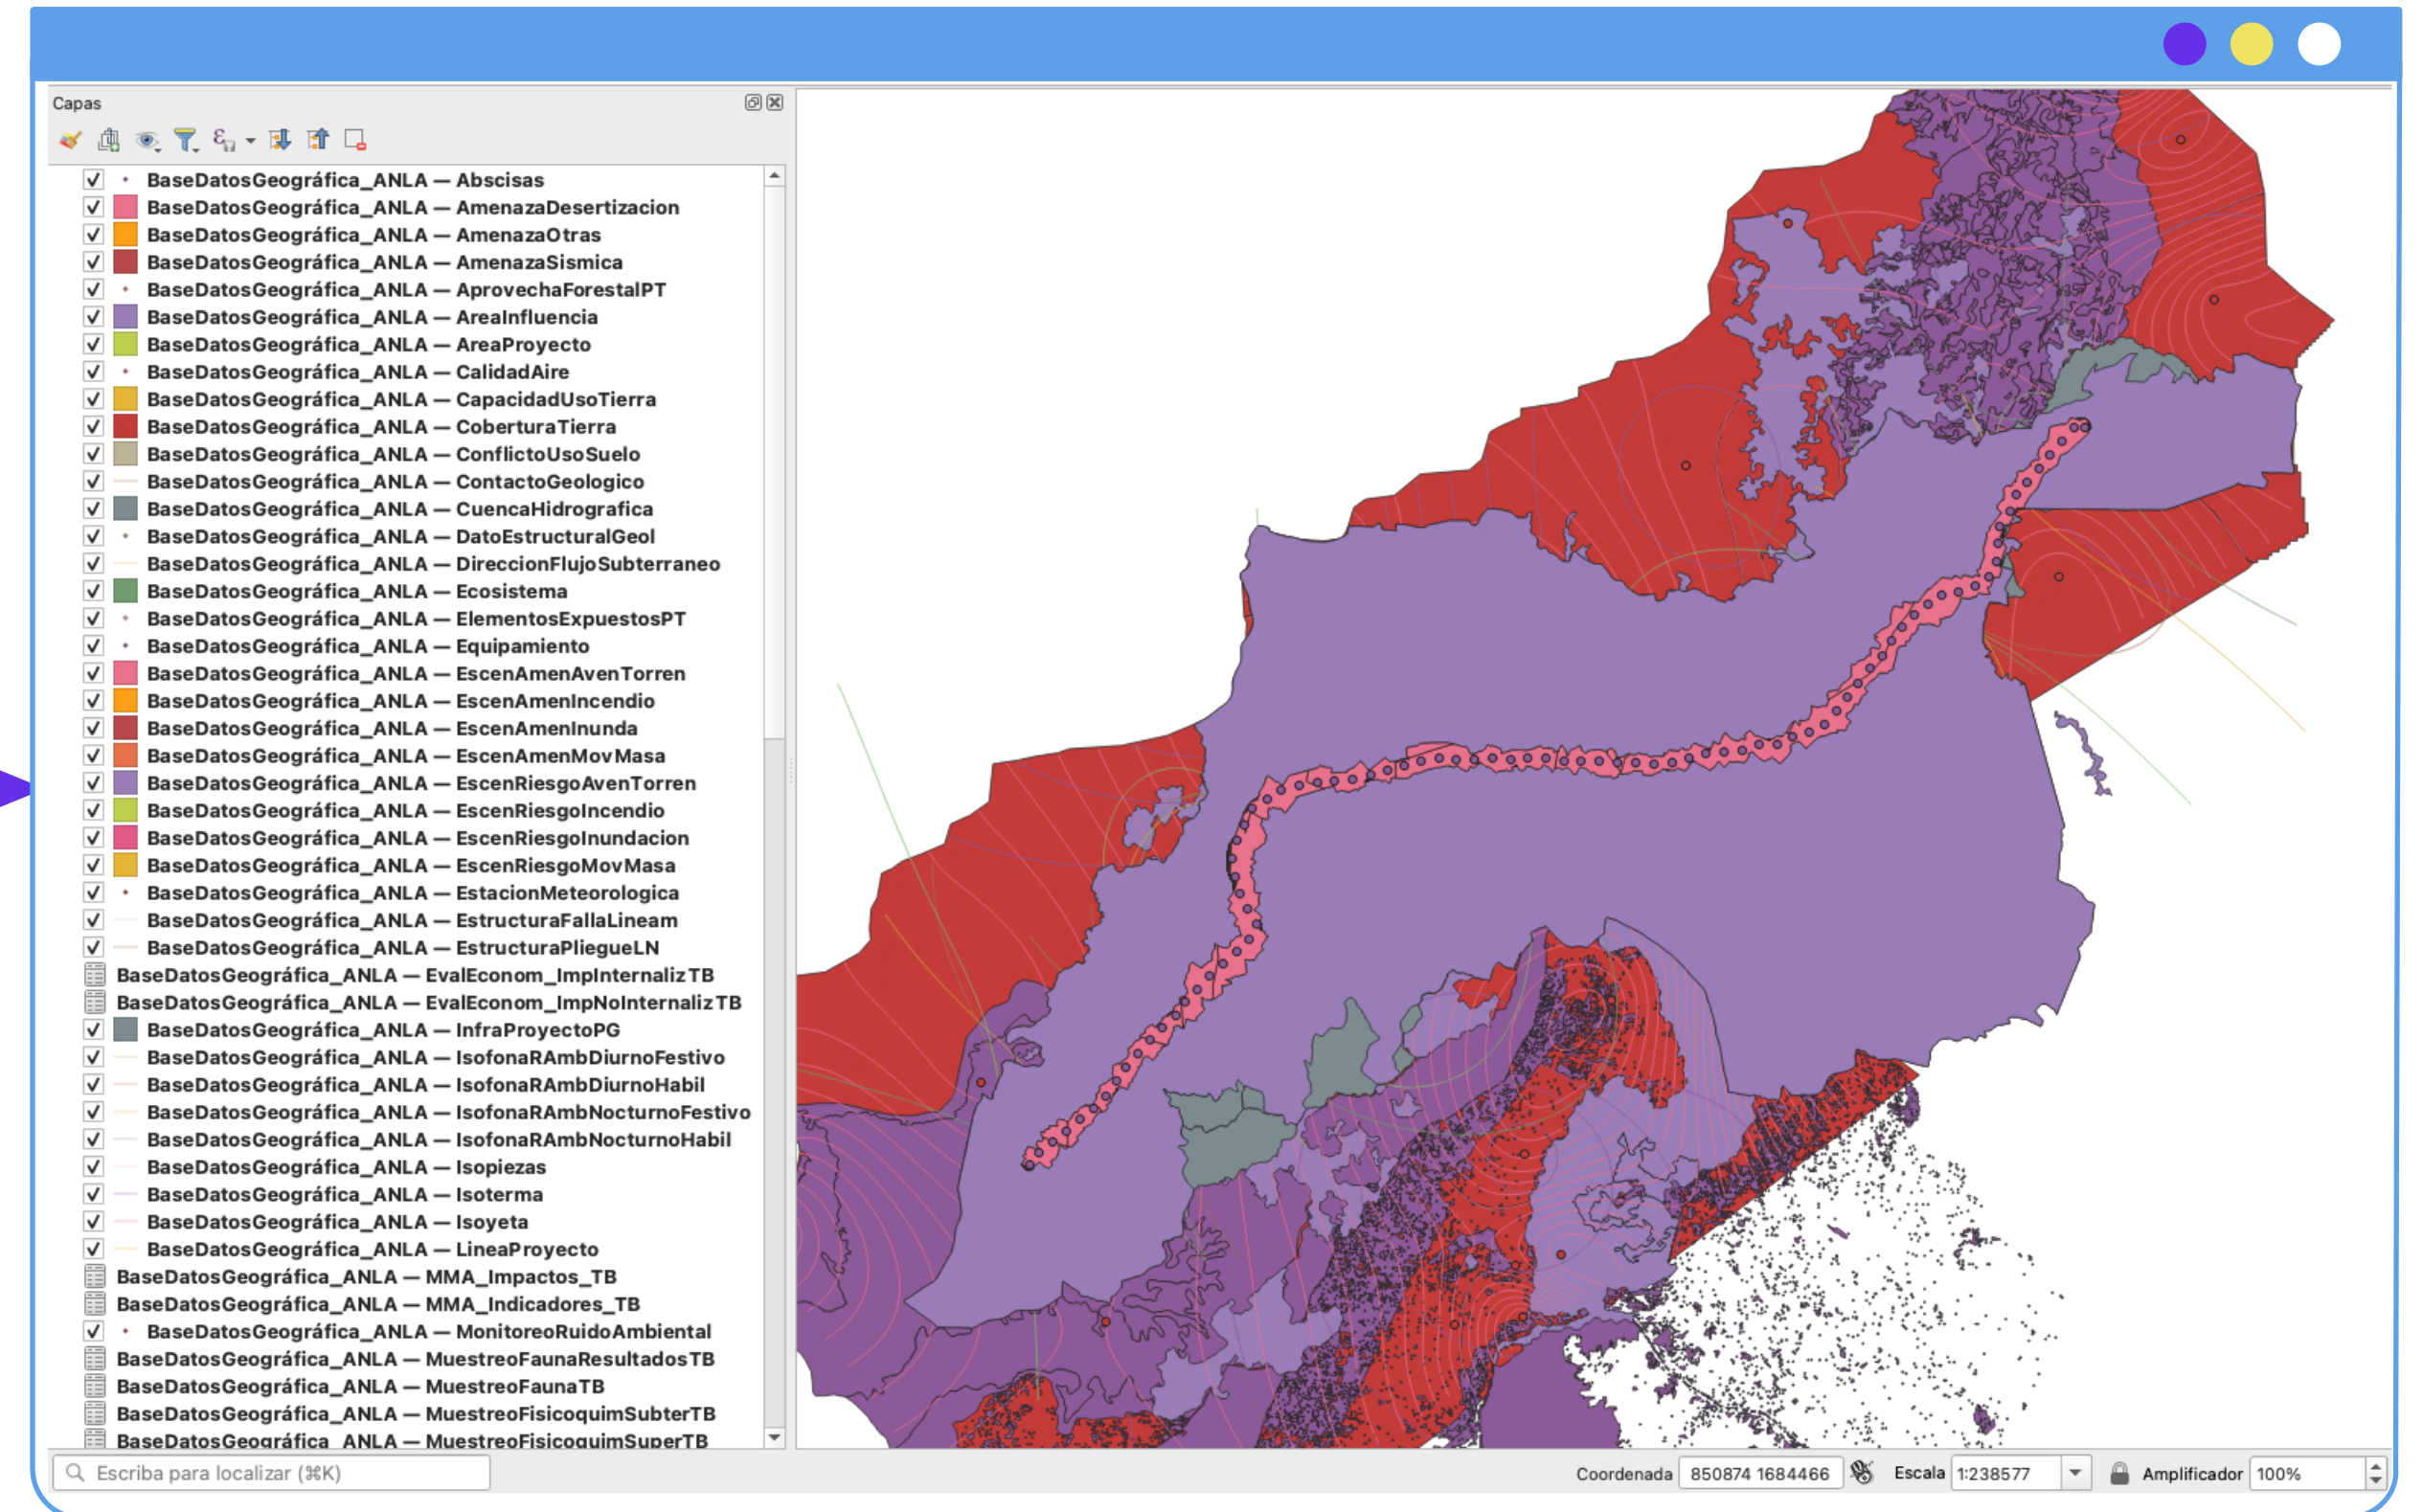 Capas
BaseDatosGeográfica_ANLA — Abscisas
BaseDatosGeográfica_ANLA — AmenazaDesertizacion
BaseDatosGeográfica_ANLA — AmenazaOtras
BaseDatosGeográfica_ANLA — AmenazaSismica
BaseDatosGeográfica_ANLA — AprovechaForestalPT
BaseDatosGeográfica_ANLA — AreaInfluencia
BaseDatosGeográfica_ANLA — AreaProyecto
BaseDatosGeográfica_ANLA — CalidadAire
BaseDatosGeográfica_ANLA — CapacidadUsoTierra
BaseDatosGeográfica_ANLA — CoberturaTierra
BaseDatosGeográfica_ANLA — ConflictoUsoSuelo
BaseDatosGeográfica_ANLA — ContactoGeologico
BaseDatosGeográfica_ANLA — CuencaHidrografica
BaseDatosGeográfica_ANLA — DatoEstructuralGeol
BaseDatosGeográfica_ANLA — DireccionFlujoSubterraneo
BaseDatosGeográfica_ANLA — Ecosistema
BaseDatosGeográfica_ANLA — ElementosExpuestosPT
BaseDatosGeográfica_ANLA — Equipamiento
BaseDatosGeográfica_ANLA — EscenAmenAvenTorren
BaseDatosGeográfica_ANLA — EscenAmenIncendio
BaseDatosGeográfica_ANLA — EscenAmenInunda
BaseDatosGeográfica_ANLA — EscenAmenMovMasa
BaseDatosGeográfica_ANLA — EscenRiesgoAvenTorren
BaseDatosGeográfica_ANLA — EscenRiesgoIncendio
BaseDatosGeográfica_ANLA — EscenRiesgoInundacion
BaseDatosGeográfica_ANLA — EscenRiesgoMovMasa
BaseDatosGeográfica_ANLA — EstacionMeteorologica
BaseDatosGeográfica_ANLA — EstructuraFallaLineam
BaseDatosGeográfica_ANLA — EstructuraPliegueLN
BaseDatosGeográfica_ANLA — EvalEconom_ImpInternalizTB
BaseDatosGeográfica_ANLA — EvalEconom_ImpNoInternalizTB
BaseDatosGeográfica_ANLA — InfraProyectoPG
BaseDatosGeográfica_ANLA — IsofonaRAmbDiurnoFestivo
BaseDatosGeográfica_ANLA — IsofonaRAmbDiurnoHabil
BaseDatosGeográfica_ANLA — IsofonaRAmbNocturnoFestivo
BaseDatosGeográfica_ANLA — IsofonaRAmbNocturnoHabil
BaseDatosGeográfica_ANLA — Isopiezas
BaseDatosGeográfica_ANLA — Isoterma
BaseDatosGeográfica_ANLA — Isoyeta
BaseDatosGeográfica_ANLA — LineaProyecto
BaseDatosGeográfica_ANLA — MMA_Impactos_TB
BaseDatosGeográfica_ANLA — MMA_Indicadores_TB
BaseDatosGeográfica_ANLA — MonitoreoRuidoAmbiental
BaseDatosGeográfica_ANLA — MuestreoFaunaResultadosTB
BaseDatosGeográfica_ANLA — MuestreoFaunaTB
BaseDatosGeográfica_ANLA — MuestreoFisicoquimSubterTB
BaseDatosGeográfica_ANLA — MuestreoFisicoquimSuperTB
Escriba para localizar (⌘K)
Coordenada 850874 1684466 Escala 1:238577 Amplificador 100%